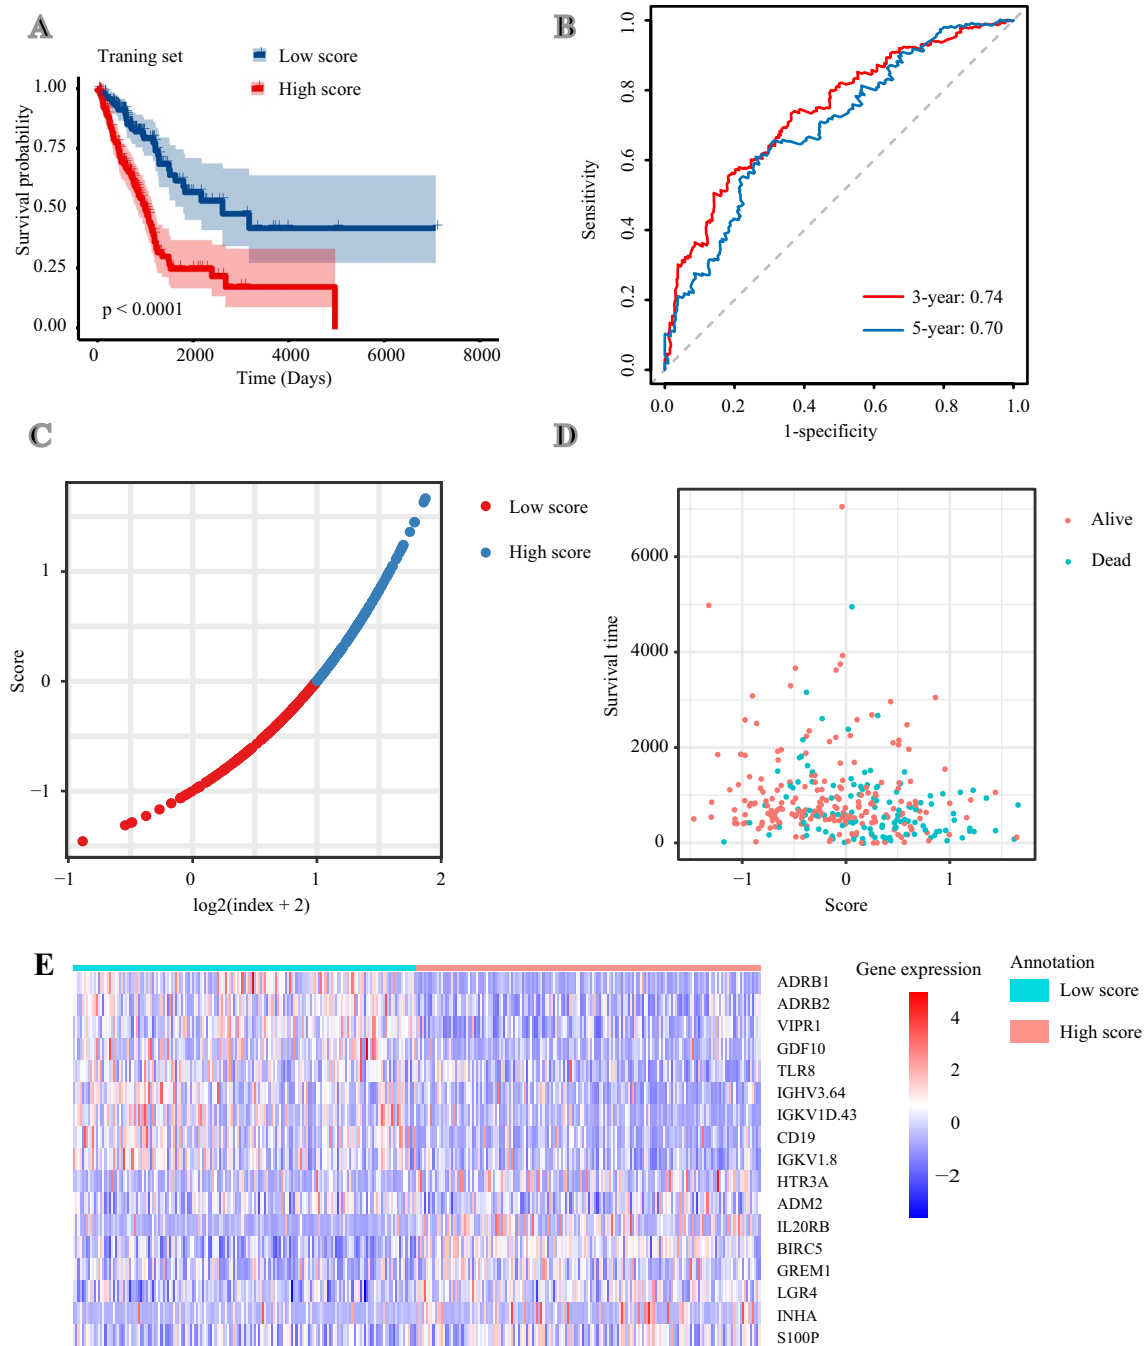 A
Traning set
Low score
High score
1.00
0.75
0.50
0.25
0.00
Survival probability
p < 0.0001
0
2000
4000
6000
8000
Time (Days)
B
1.0
0.8
0.6
0.4
0.2
0.0
Sensitivity
3-year: 0.74
5-year: 0.70
0.0
0.2
0.4
0.6
0.8
1.0
1-specificity
C
1
0
−1
Score
Low score
High score
−1
0
1
2
log2(index + 2)
D
6000
4000
2000
0
Survival time
Alive
Dead
−1
0
1
Score
E
ADRB1
ADRB2
VIPR1
GDF10
TLR8
IGHV3.64
IGKV1D.43
CD19
IGKV1.8
HTR3A
ADM2
IL20RB
BIRC5
GREM1
LGR4
INHA
S100P
Gene expression
4
2
0
−2
Annotation
Low score
High score